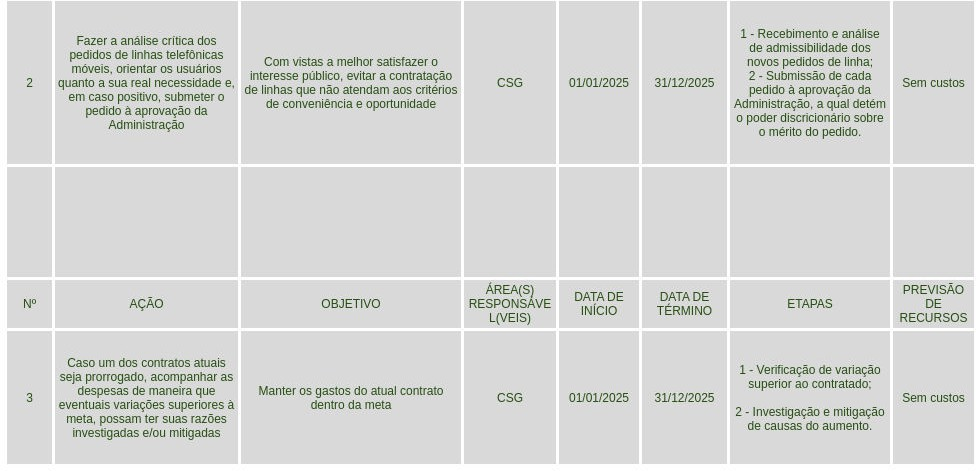 2
Fazer a análise crítica dos
pedidos de linhas telefônicas
móveis, orientar os usuários
quanto a sua real necessidade e,
em caso positivo, submeter o
pedido à aprovação da
Administração
Com vistas a melhor satisfazer o
interesse público, evitar a contratação
de linhas que não atendam aos critérios
de conveniência e oportunidade
CSG
01/01/2025
31/12/2025
1 - Recebimento e análise
de admissibilidade dos
novos pedidos de linha;
2 - Submissão de cada
pedido à aprovação da
Administração, a qual detém
o poder discricionário sobre
o mérito do pedido.
Sem custos
Nº
AÇÃO
OBJETIVO
ÁREA(S)
RESPONSÁVE
L(VEIS)
DATA DE
INÍCIO
DATA DE
TÉRMINO
ETAPAS
PREVISÃO
DE
RECURSOS
3
Caso um dos contratos atuais
seja prorrogado, acompanhar as
despesas de maneira que
eventuais variações superiores à
meta, possam ter suas razões
investigadas e/ou mitigadas
Manter os gastos do atual contrato
dentro da meta
CSG
01/01/2025
31/12/2025
1 - Verificação de variação
superior ao contratado;
2 - Investigação e mitigação
de causas do aumento.
Sem custos